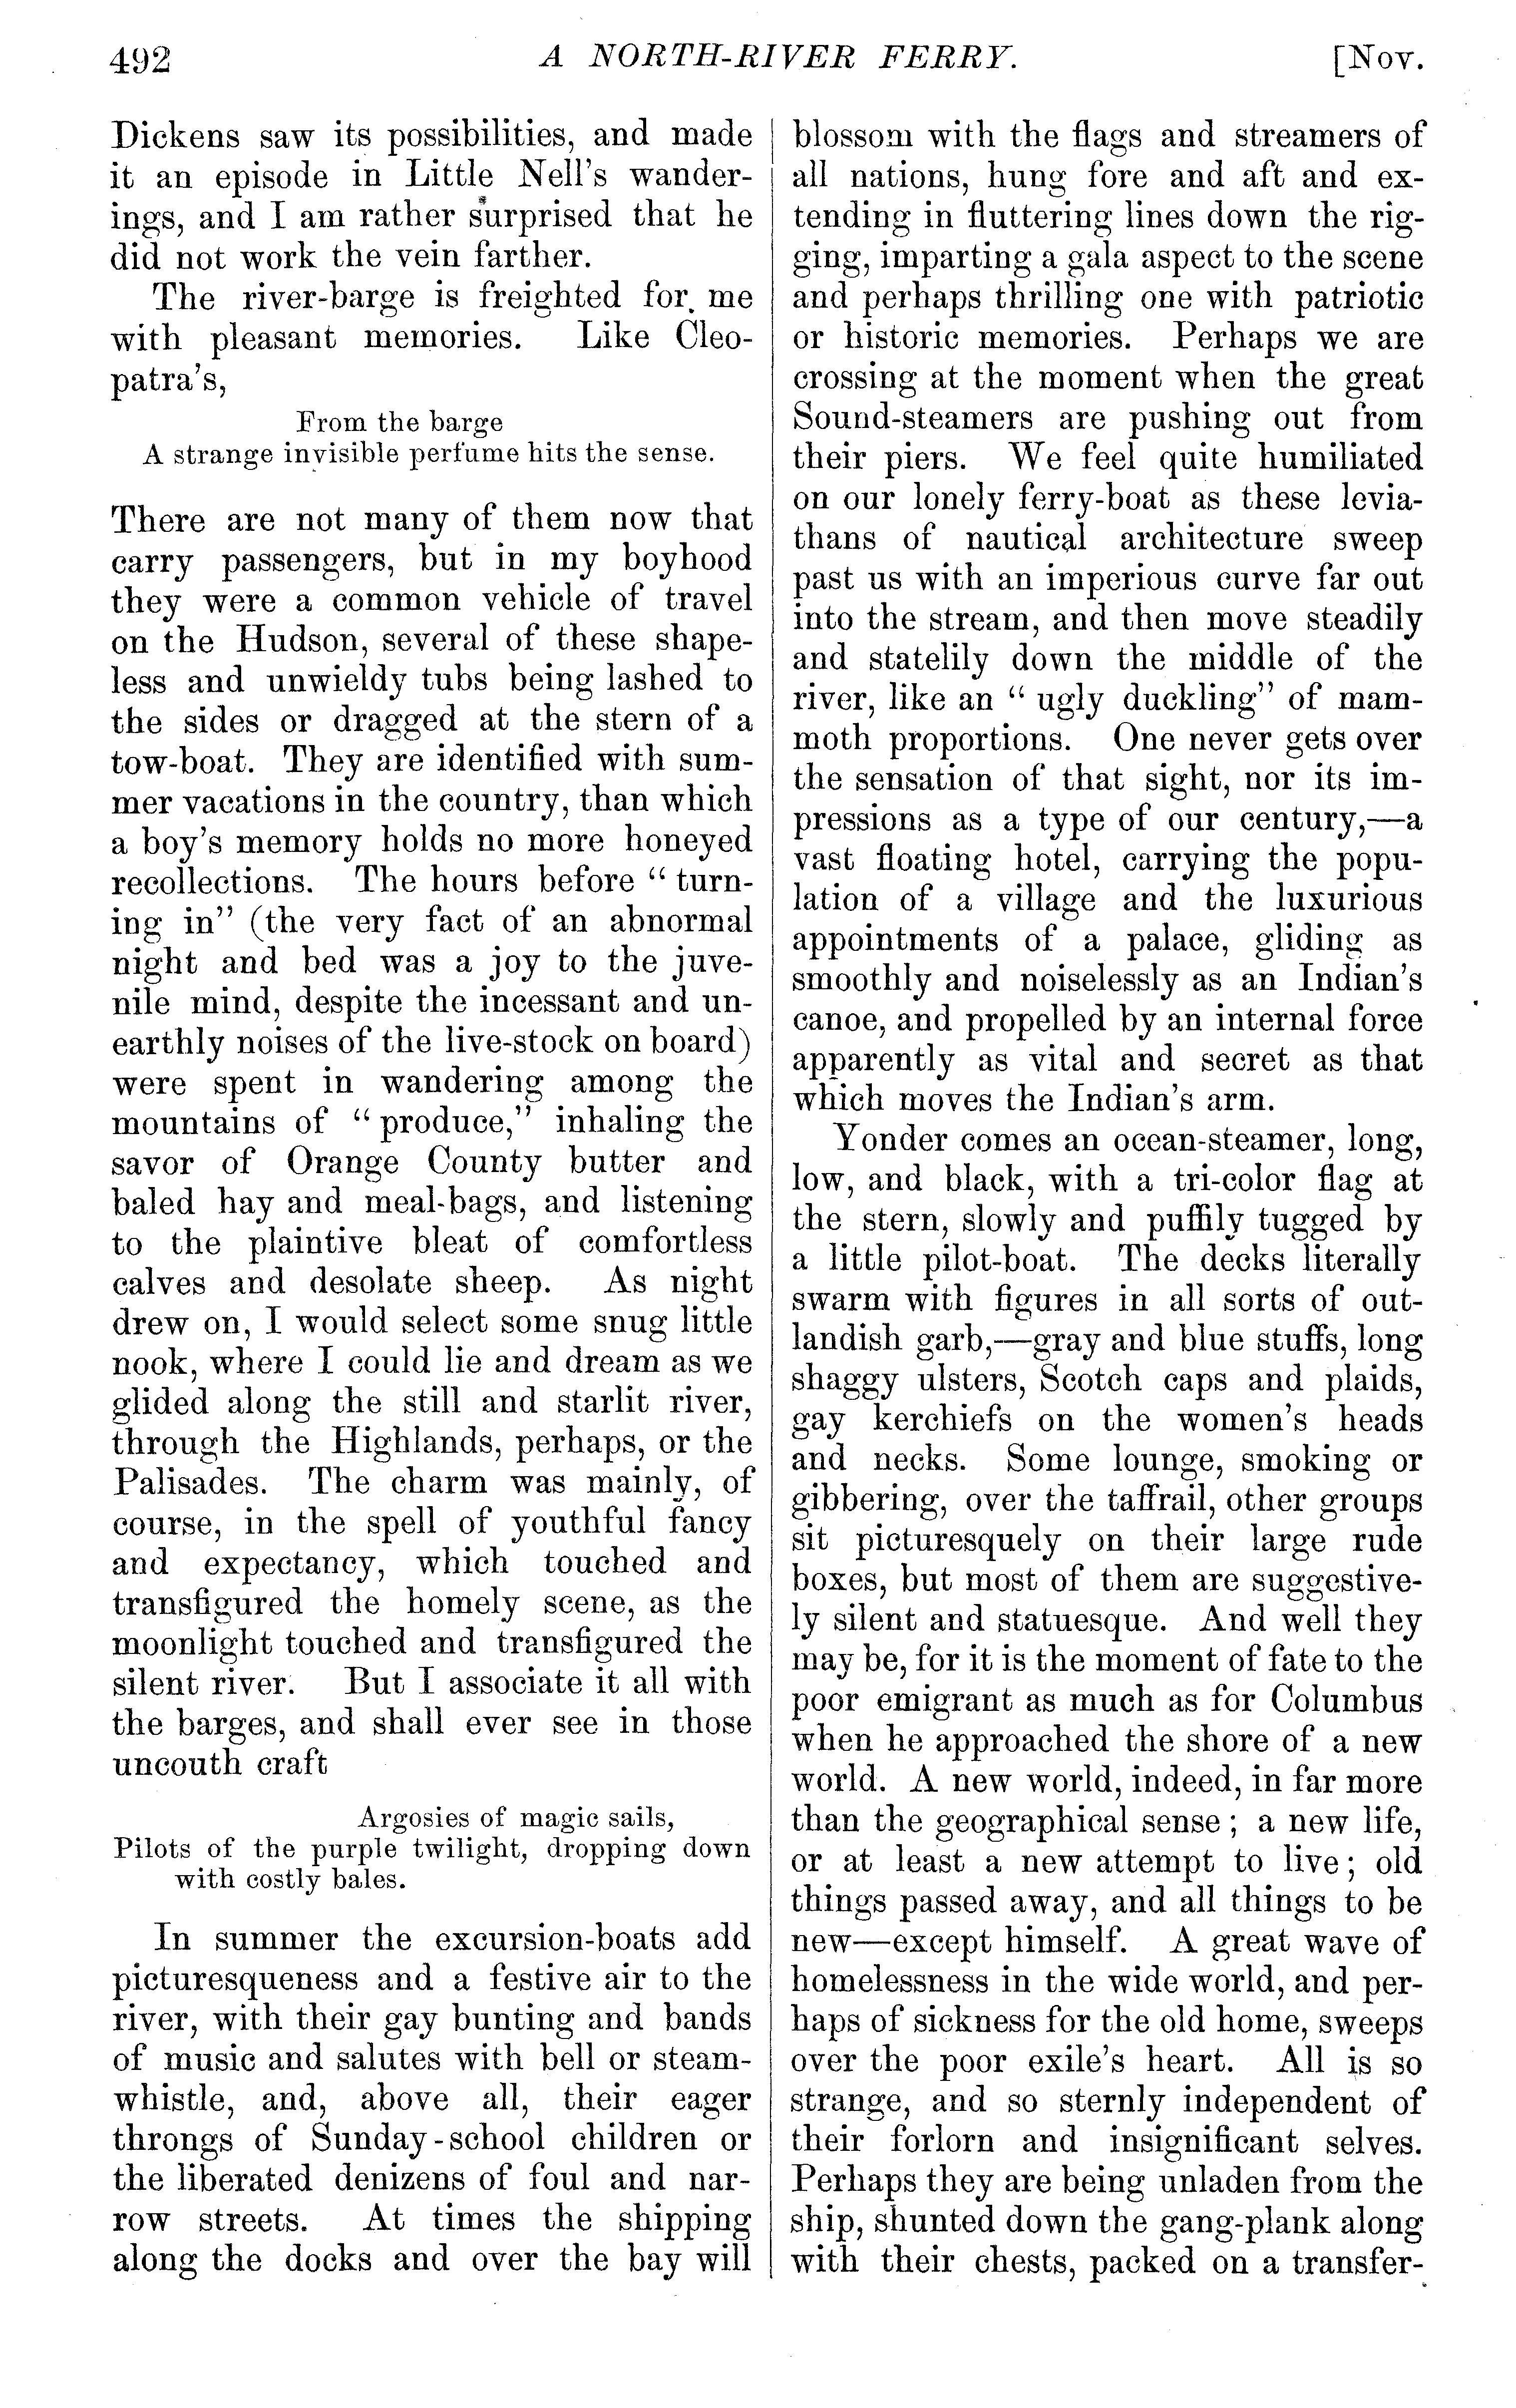 492
A NORTH-RIVER FERRY.
[Nov.
Dickens saw its possibilities, and made
it an episode in Little Nell's wander-
ings, and I am rather surprised that he
did not work the vein farther.
The river-barge is freighted for me
with pleasant memories. Like Cleo-
patra's,
From the barge
A strange invisible perfume hits the sense.
There are not many of them now that
carry passengers, but in my boyhood
they were a common vehicle of travel
on the Hudson, several of these shape-
less and unwieldy tubs being lashed to
the sides or dragged at the stern of a
tow-boat. They are identified with sum-
mer vacations in the country, than which
a boy's memory holds no more honeyed
recollections. The hours before "turn-
ing in" (the very fact of an abnormal
night and bed was a joy to the juve-
nile mind, despite the incessant and un-
earthly noises of the live-stock on board)
were spent in wandering among the
mountains of "produce," inhaling the
savor of Orange County butter and
baled hay and meal-bags, and listening
to the plaintive bleat of comfortless
calves and desolate sheep. As night
drew on, I would select some snug little
nook, where I could lie and dream as we
glided along the still and starlit river,
through the Highlands, perhaps, or the
Palisades. The charm was mainly, of
course, in the spell of youthful fancy
and expectancy, which touched and
transfigured the homely scene, as the
moonlight touched and transfigured the
silent river. But I associate it all with
the barges, and shall ever see in those
uncouth craft
Argosies of magic sails,
Pilots of the purple twilight, dropping down
with costly bales.
In summer the excursion-boats add
picturesqueness and a festive air to the
river, with their gay bunting and bands
of music and salutes with bell or steam-
whistle, and, above all, their eager
throngs of Sunday-school children or
the liberated denizens of foul and nar-
row streets. At times the shipping
along the docks and over the bay will
blossom with the flags and streamers of
all nations, hung fore and aft and ex-
tending in fluttering lines down the rig-
ging, imparting a gala aspect to the scene
and perhaps thrilling one with patriotic
or historic memories. Perhaps we are
crossing at the moment when the great
Sound-steamers are pushing out from
their piers. We feel quite humiliated
on our lonely ferry-boat as these levia-
thans of nautical architecture sweep
past us with an imperious curve far out
into the stream, and then move steadily
and statelily down the middle of the
river, like an "ugly duckling" of mam-
moth proportions. One never gets over
the sensation of that sight, nor its im-
pressions as a type of our century,—a
vast floating hotel, carrying the popu-
lation of a village and the luxurious
appointments of a palace, gliding as
smoothly and noiselessly as an Indian's
canoe, and propelled by an internal force
apparently as vital and secret as that
which moves the Indian's arm.
Yonder comes an ocean-steamer, long,
low, and black, with a tri-color flag at
the stern, slowly and puffily tugged by
a little pilot-boat. The decks literally
swarm with figures in all sorts of out-
landish garb,—gray and blue stuffs, long
shaggy ulsters, Scotch caps and plaids,
gay kerchiefs on the women's heads
and necks. Some lounge, smoking or
gibbering, over the taffrail, other groups
sit picturesquely on their large rude
boxes, but most of them are suggestive-
ly silent and statuesque. And well they
may be, for it is the moment of fate to the
poor emigrant as much as for Columbus
when he approached the shore of a new
world. A new world, indeed, in far more
than the geographical sense; a new life,
or at least a new attempt to live; old
things passed away, and all things to be
new—except himself. A great wave of
homelessness in the wide world, and per-
haps of sickness for the old home, sweeps
over the poor exile's heart. All is so
strange, and so sternly independent of
their forlorn and insignificant selves.
Perhaps they are being unladen from the
ship, shunted down the gang-plank along
with their chests, packed on a transfer-